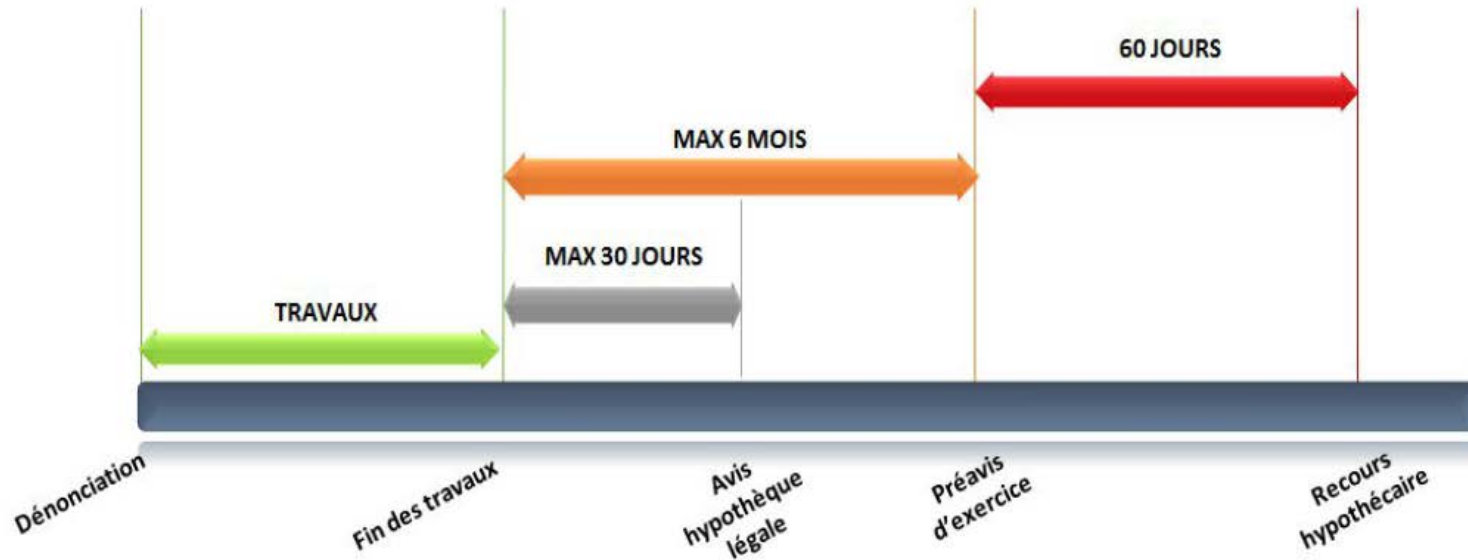 60 JOURS
MAX 6 MOIS
MAX 30 JOURS
TRAVAUX
Dénonciation
Fin des travaux
Avis
hypothèque
légale
Préavis
d'exercice
Recours
hypothécaire